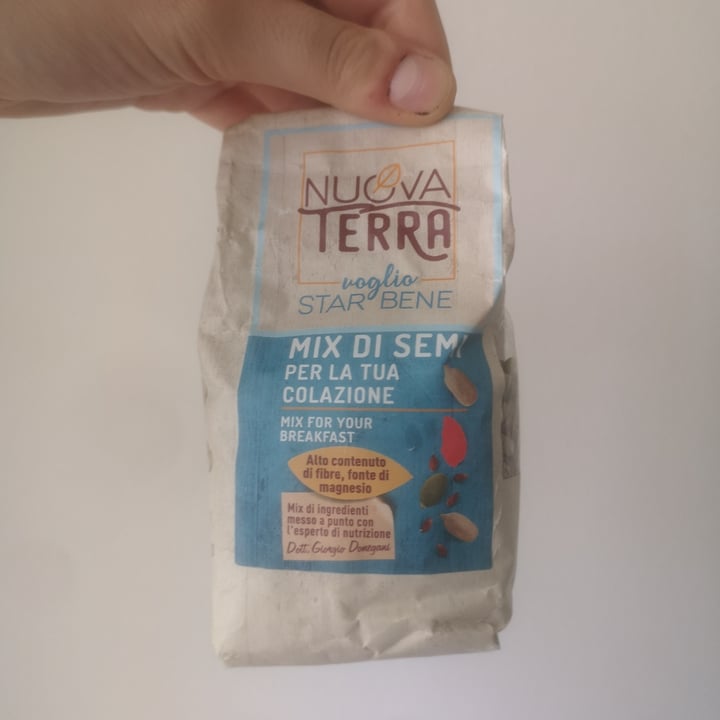 NUOVA
TERRA
voglio
STAR BENE
MIX DI SEMI
PER LA TUA
COLAZIONE
MIX FOR YOUR
BREAKFAST
Alto contenuto
di fibre, fonte di
magnesio
Mix di ingredienti
messo a punto con
l'esperto di nutrizione
Dott. Giorgio Donegani